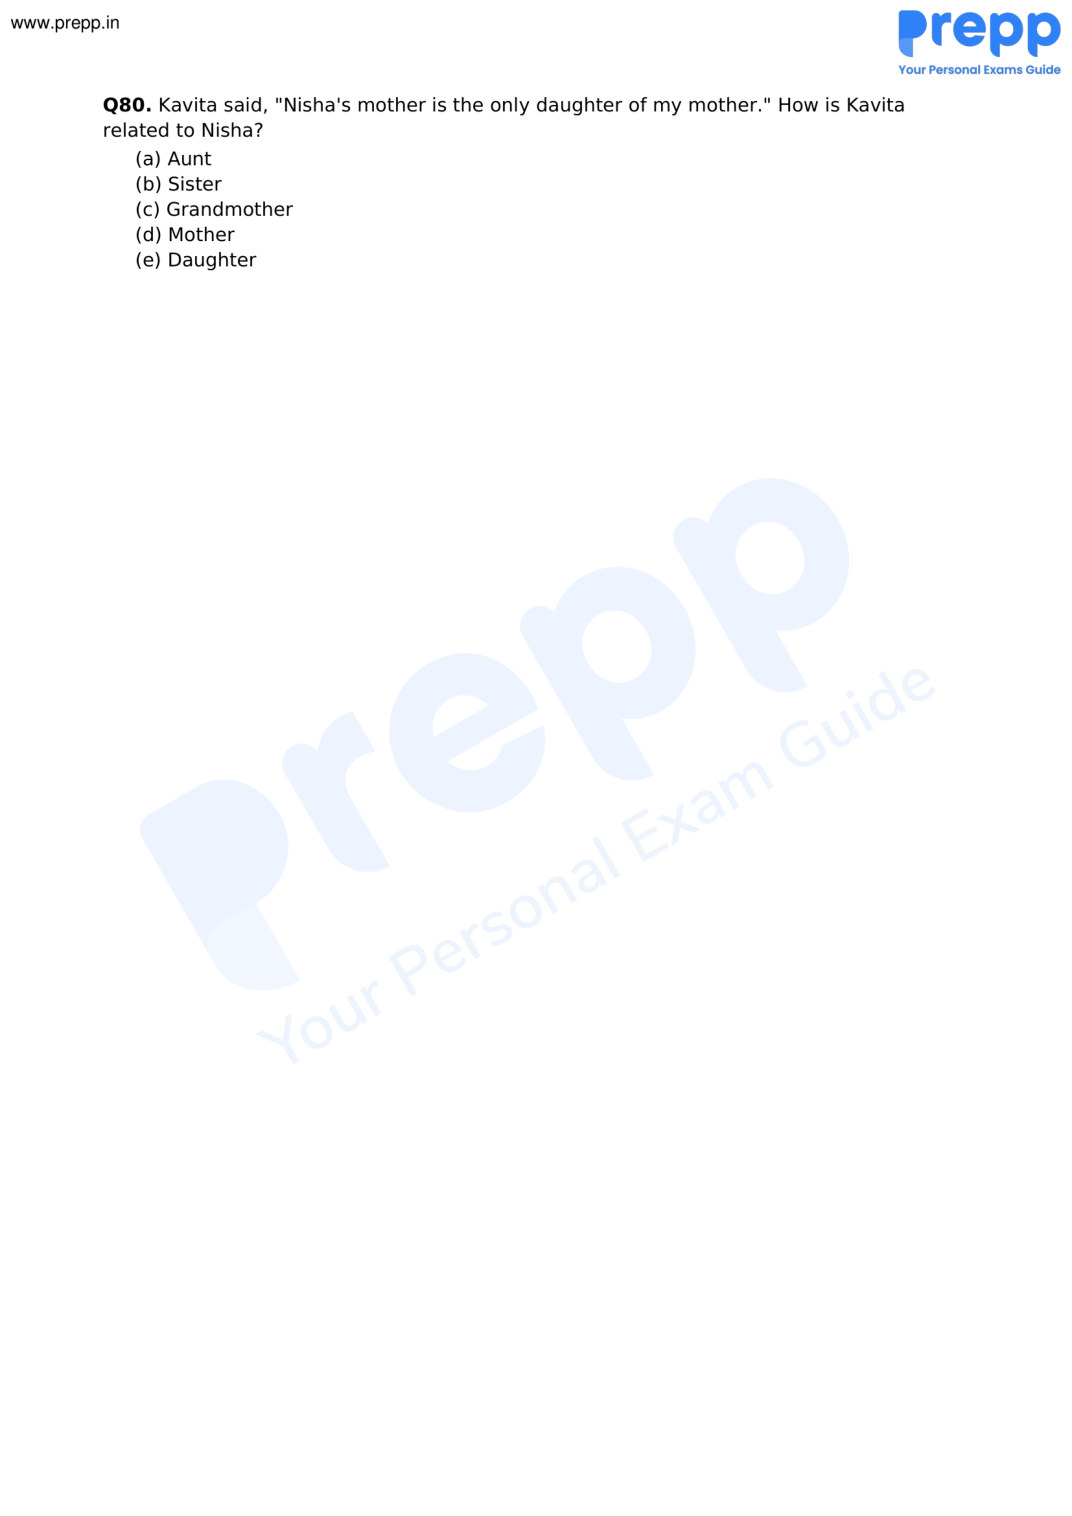 www.prepp.in
Prepp
Your Personal Exams Guide
Q80. Kavita said, "Nisha's mother is the only daughter of my mother." How is Kavita
related to Nisha?
(a) Aunt
(b) Sister
(c) Grandmother
(d) Mother
(e) Daughter
Prepp
Your Personal Exam Guide